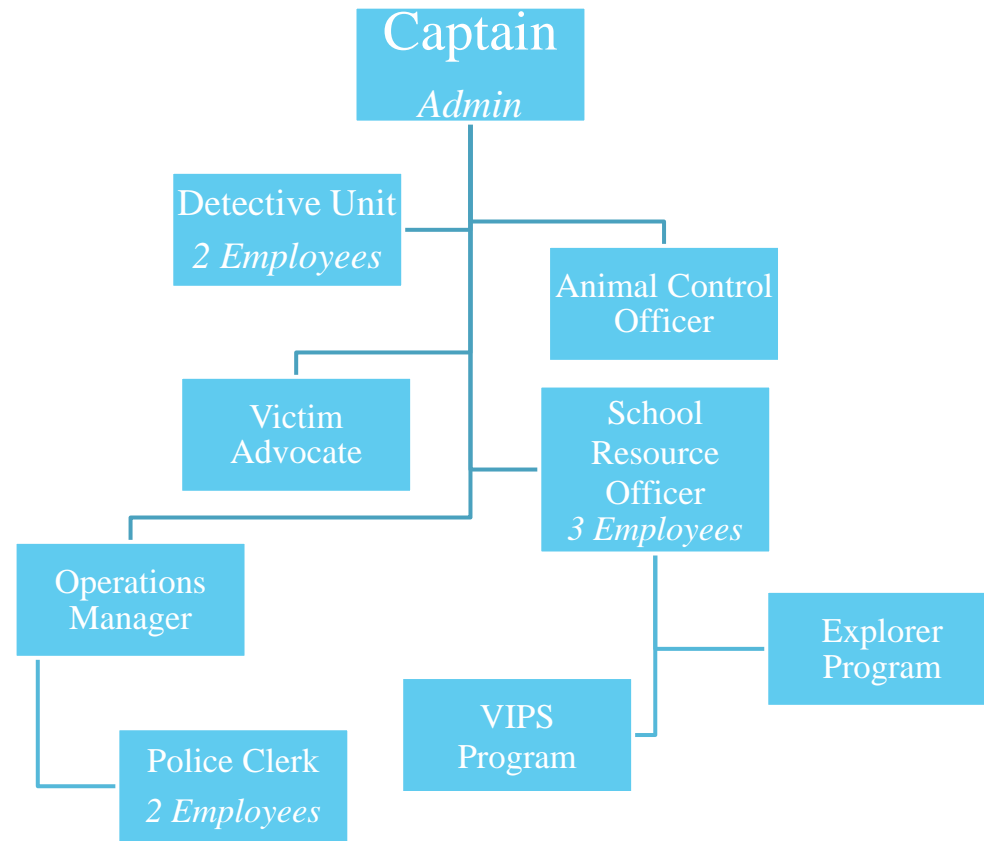 Captain
Admin
Detective Unit
2 Employees
Animal Control
Officer
Victim
Advocate
School
Resource
Officer
3 Employees
Operations
Manager
Explorer
Program
VIPS
Program
Police Clerk
2 Employees